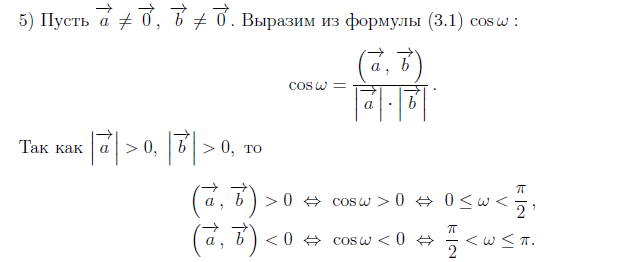 5) Пусть $\overrightarrow{a} \neq \overrightarrow{0}$, $\overrightarrow{b} \neq \overrightarrow{0}$. Выразим из формулы (3.1) $\cos\omega$ :
$\cos\omega = \frac{\left(\overrightarrow{a},\ \overrightarrow{b}\right)}{\left|\overrightarrow{a}\right| \cdot \left|\overrightarrow{b}\right|}$.
Так как $\left|\overrightarrow{a}\right| > 0$, $\left|\overrightarrow{b}\right| > 0$, то
$\left(\overrightarrow{a},\ \overrightarrow{b}\right) > 0 \Leftrightarrow \cos\omega > 0 \Leftrightarrow 0 \leq \omega < \frac{\pi}{2}$,
$\left(\overrightarrow{a},\ \overrightarrow{b}\right) < 0 \Leftrightarrow \cos\omega < 0 \Leftrightarrow \frac{\pi}{2} < \omega \leq \pi$.